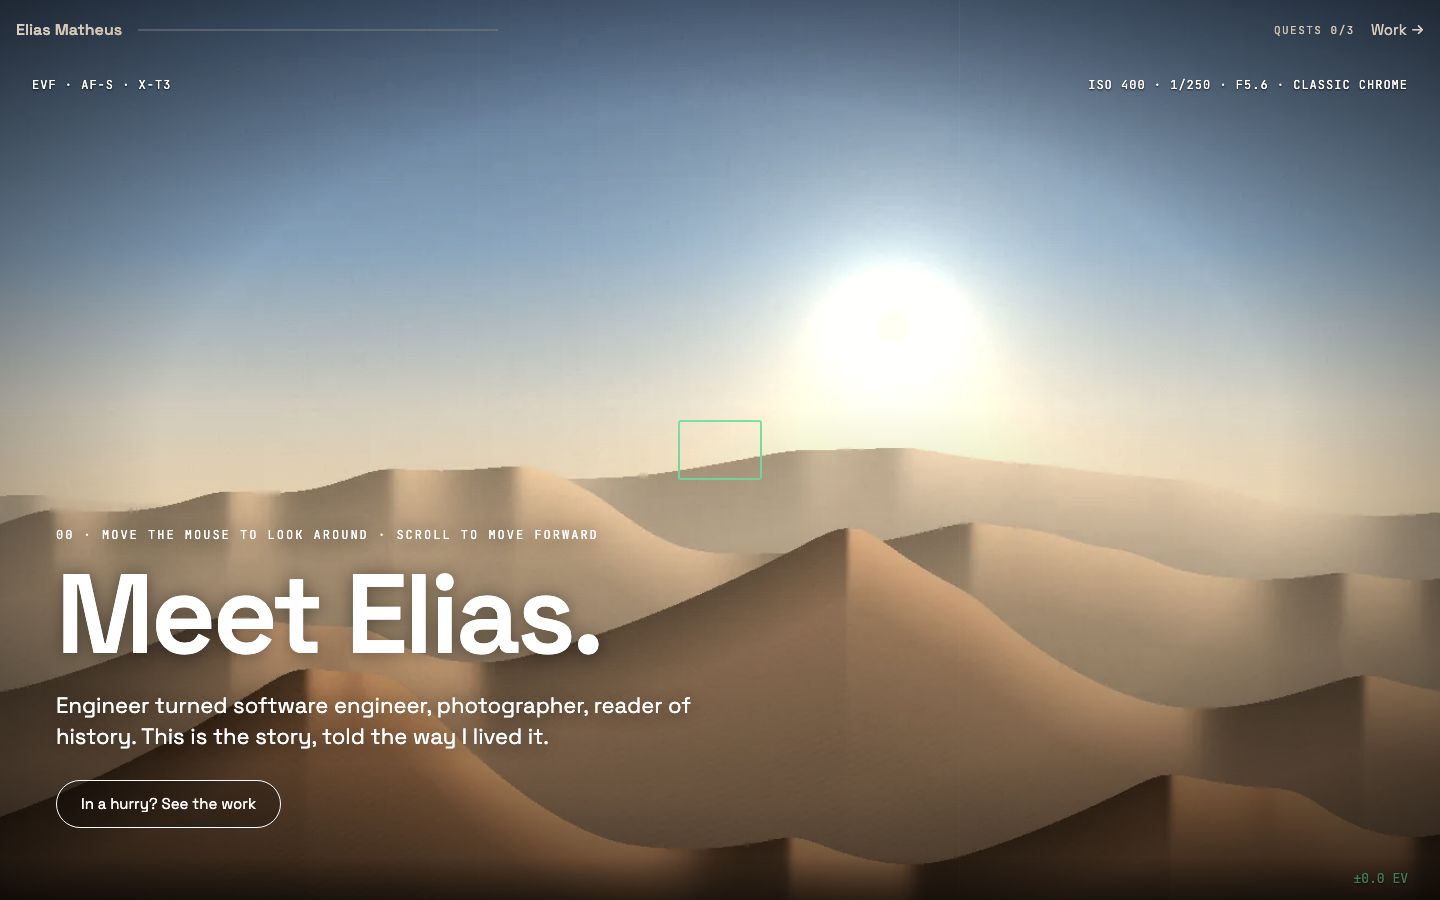 Elias Matheus
QUESTS 0/3
Work →
EVF · AF-S · X-T3
ISO 400 · 1/250 · F5.6 · CLASSIC CHROME
00 · MOVE THE MOUSE TO LOOK AROUND · SCROLL TO MOVE FORWARD
Meet Elias.
Engineer turned software engineer, photographer, reader of
history. This is the story, told the way I lived it.
In a hurry? See the work
±0.0 EV